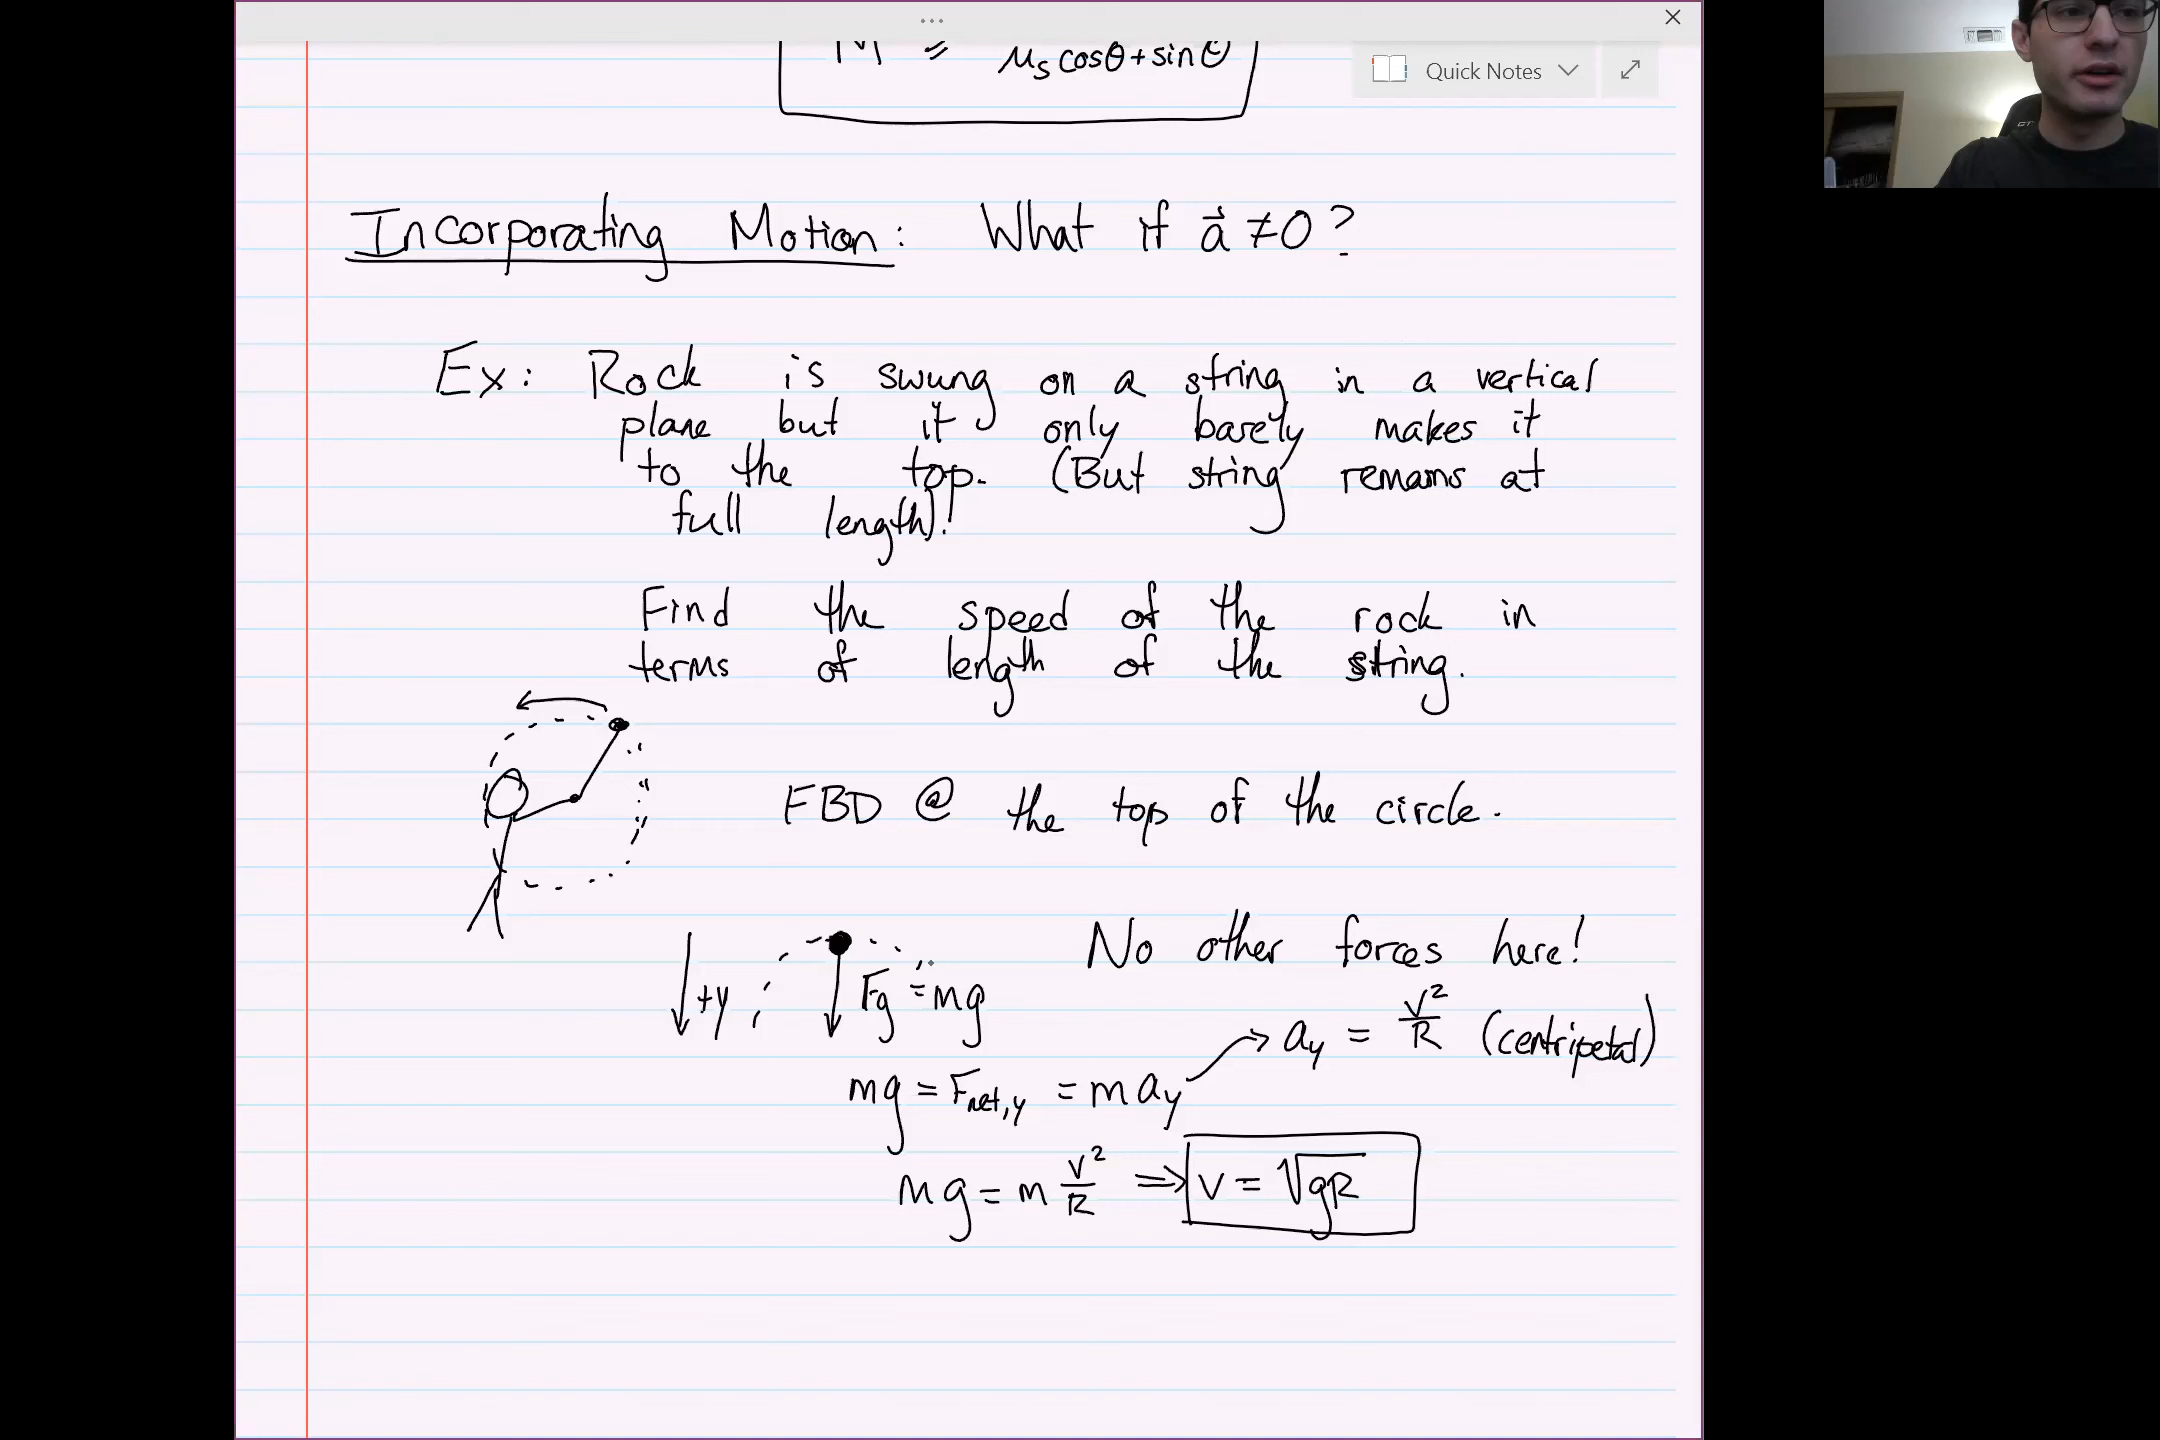 M ≥ μs cosθ + sinθ
Quick Notes
Incorporating Motion: What if a⃗ ≠ 0?
Ex: Rock is swung on a string in a vertical
plane but it only barely makes it
to the top. (But string remains at
full length)!
Find the speed of the rock in
terms of length of the string.
FBD @ the top of the circle.
No other forces here!
+y Fg = mg
ay = v²/R (centripetal)
mg = Fnet,y = may
mg = m v²/R ⇒ v = √gR